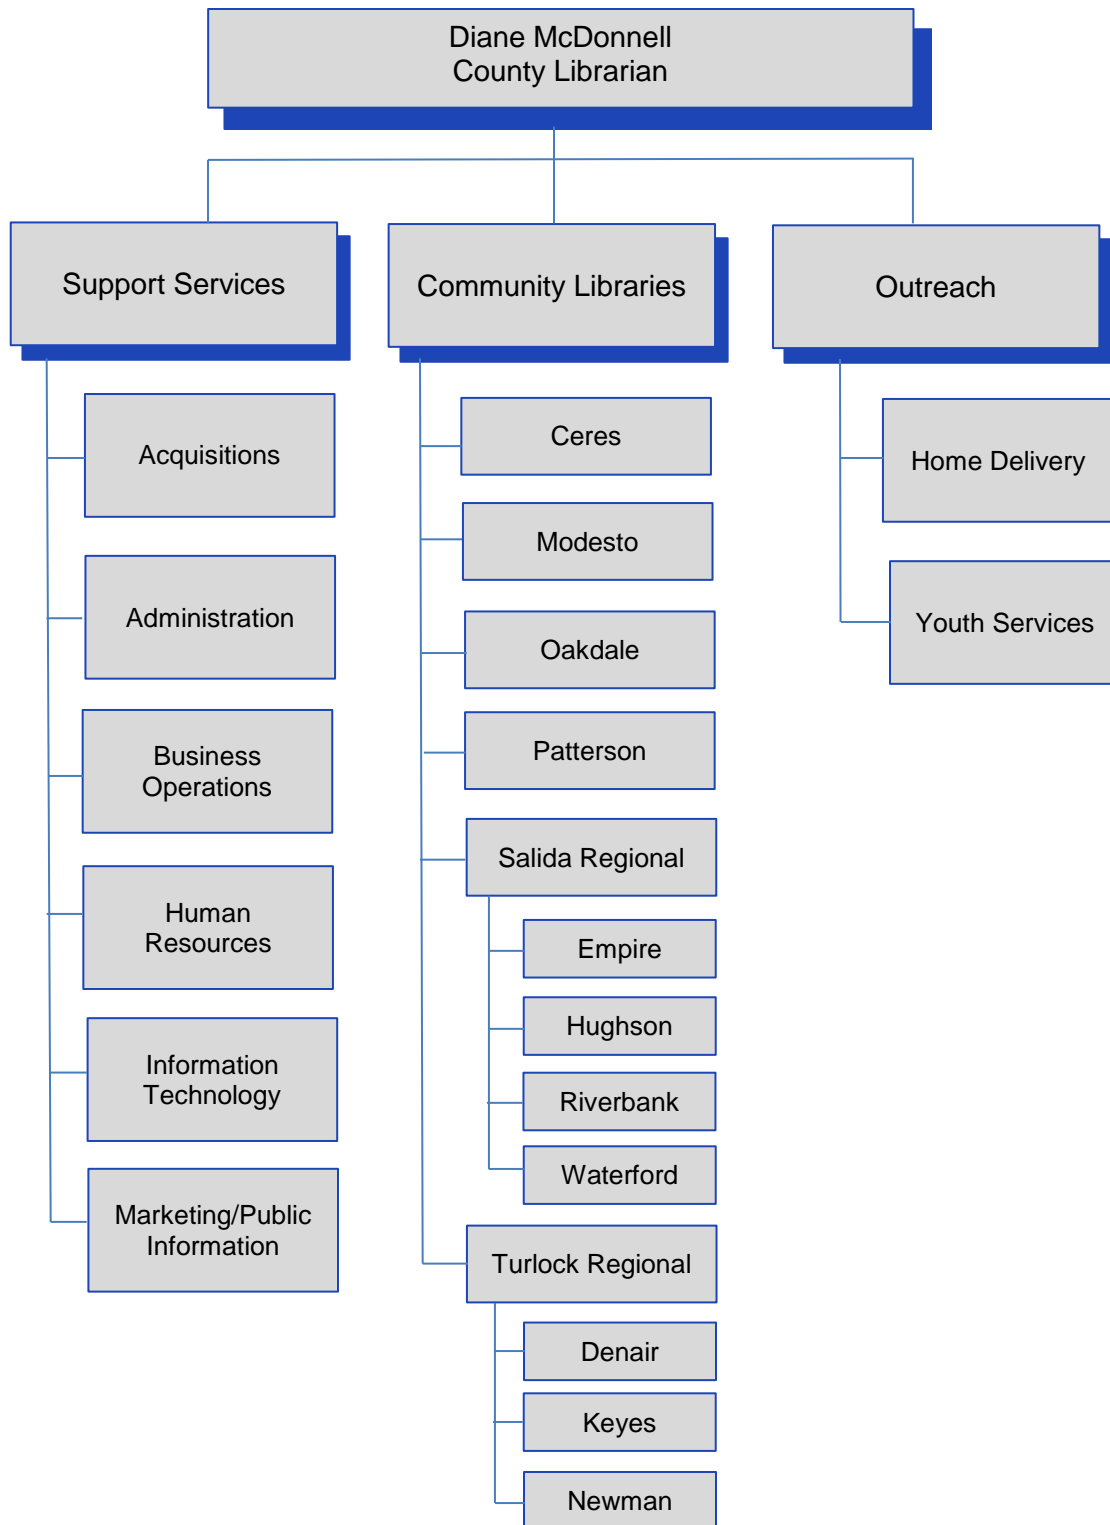 Diane McDonnell
County Librarian
Support Services
Community Libraries
Outreach
Acquisitions
Administration
Business
Operations
Human
Resources
Information
Technology
Marketing/Public
Information
Ceres
Modesto
Oakdale
Patterson
Salida Regional
Empire
Hughson
Riverbank
Waterford
Turlock Regional
Denair
Keyes
Newman
Home Delivery
Youth Services